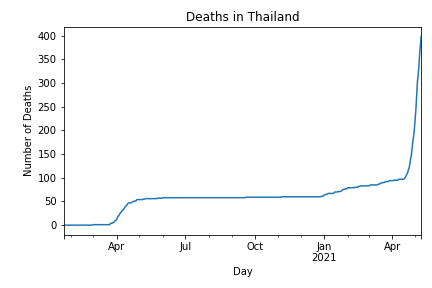 Deaths in Thailand
400
350
300
250
200
150
100
50
0
Number of Deaths
Apr
Jul
Oct
Jan
2021
Apr
Day